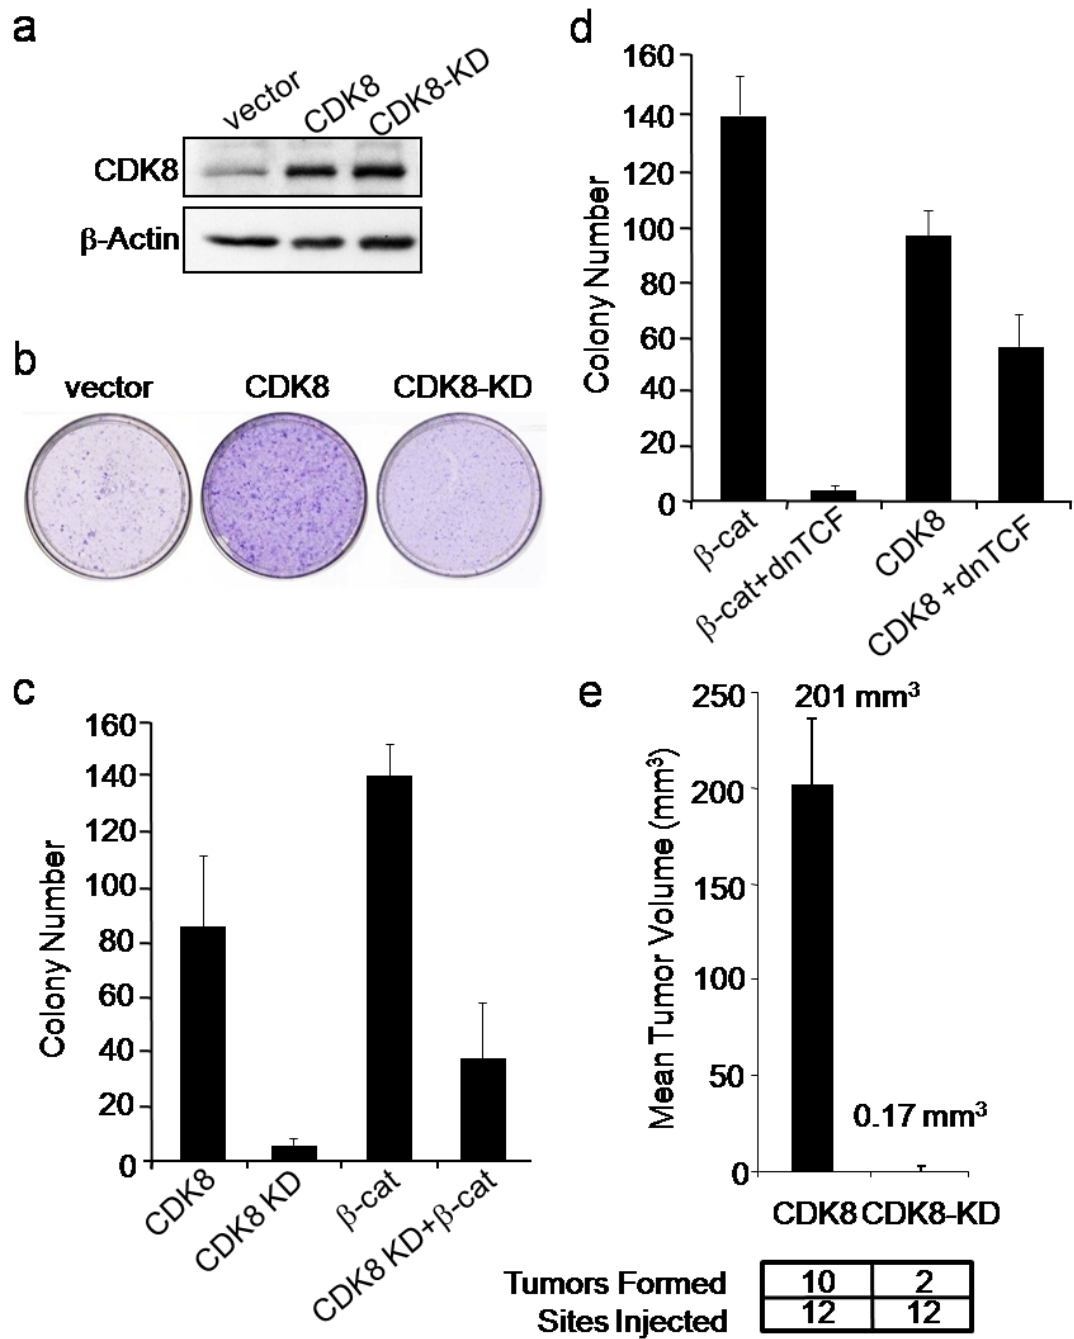 a
vector CDK8 CDK8-KD
CDK8
β-Actin
b
vector CDK8 CDK8-KD
c
Colony Number
160
140
120
100
80
60
40
20
0
CDK8
CDK8 KD
β-cat
CDK8 KD+β-cat
d
Colony Number
160
140
120
100
80
60
40
20
0
β-cat
β-cat+dnTCF
CDK8
CDK8 +dnTCF
e
Mean Tumor Volume (mm³)
250
200
150
100
50
0
201 mm³
0.17 mm³
CDK8 CDK8-KD
Tumors Formed 10 2
Sites Injected 12 12